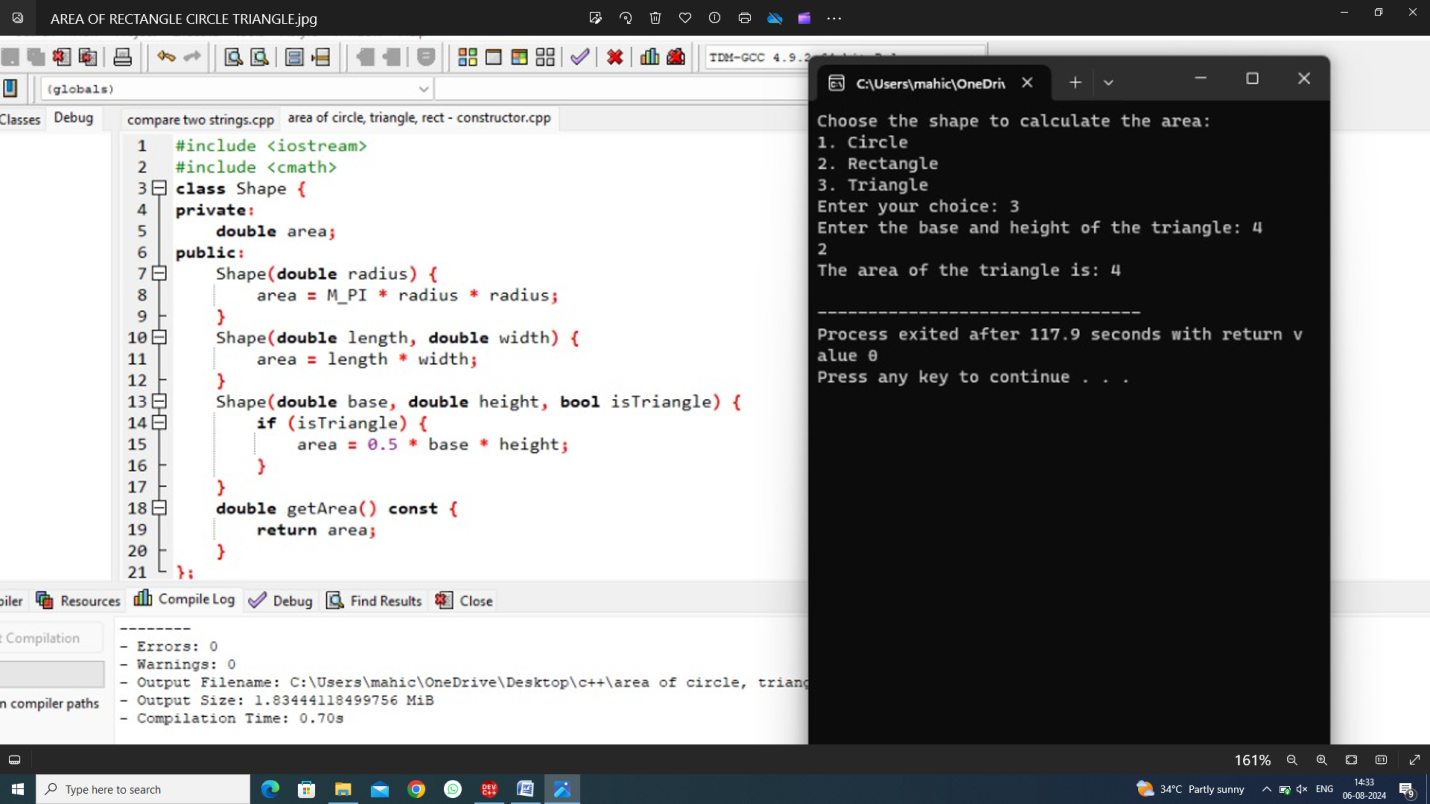 AREA OF RECTANGLE CIRCLE TRIANGLE.jpg
TDM-GCC 4.9.2
(globals)
Classes Debug
compare two strings.cpp area of circle, triangle, rect - constructor.cpp
1 #include <iostream>
2 #include <cmath>
3 class Shape {
4 private:
5 double area;
6 public:
7 Shape(double radius) {
8 area = M_PI * radius * radius;
9 }
10 Shape(double length, double width) {
11 area = length * width;
12 }
13 Shape(double base, double height, bool isTriangle) {
14 if (isTriangle) {
15 area = 0.5 * base * height;
16 }
17 }
18 double getArea() const {
19 return area;
20 }
21 };
C:\Users\mahic\OneDriv
Choose the shape to calculate the area:
1. Circle
2. Rectangle
3. Triangle
Enter your choice: 3
Enter the base and height of the triangle: 4
2
The area of the triangle is: 4
--------------------------------
Process exited after 117.9 seconds with return v
alue 0
Press any key to continue . . .
piler Resources Compile Log Debug Find Results Close
t Compilation
n compiler paths
--------
- Errors: 0
- Warnings: 0
- Output Filename: C:\Users\mahic\OneDrive\Desktop\c++\area of circle, triang
- Output Size: 1.83444118499756 MiB
- Compilation Time: 0.70s
161%
Type here to search
DEV C++
34°C Partly sunny
ENG
14:33
06-08-2024
9